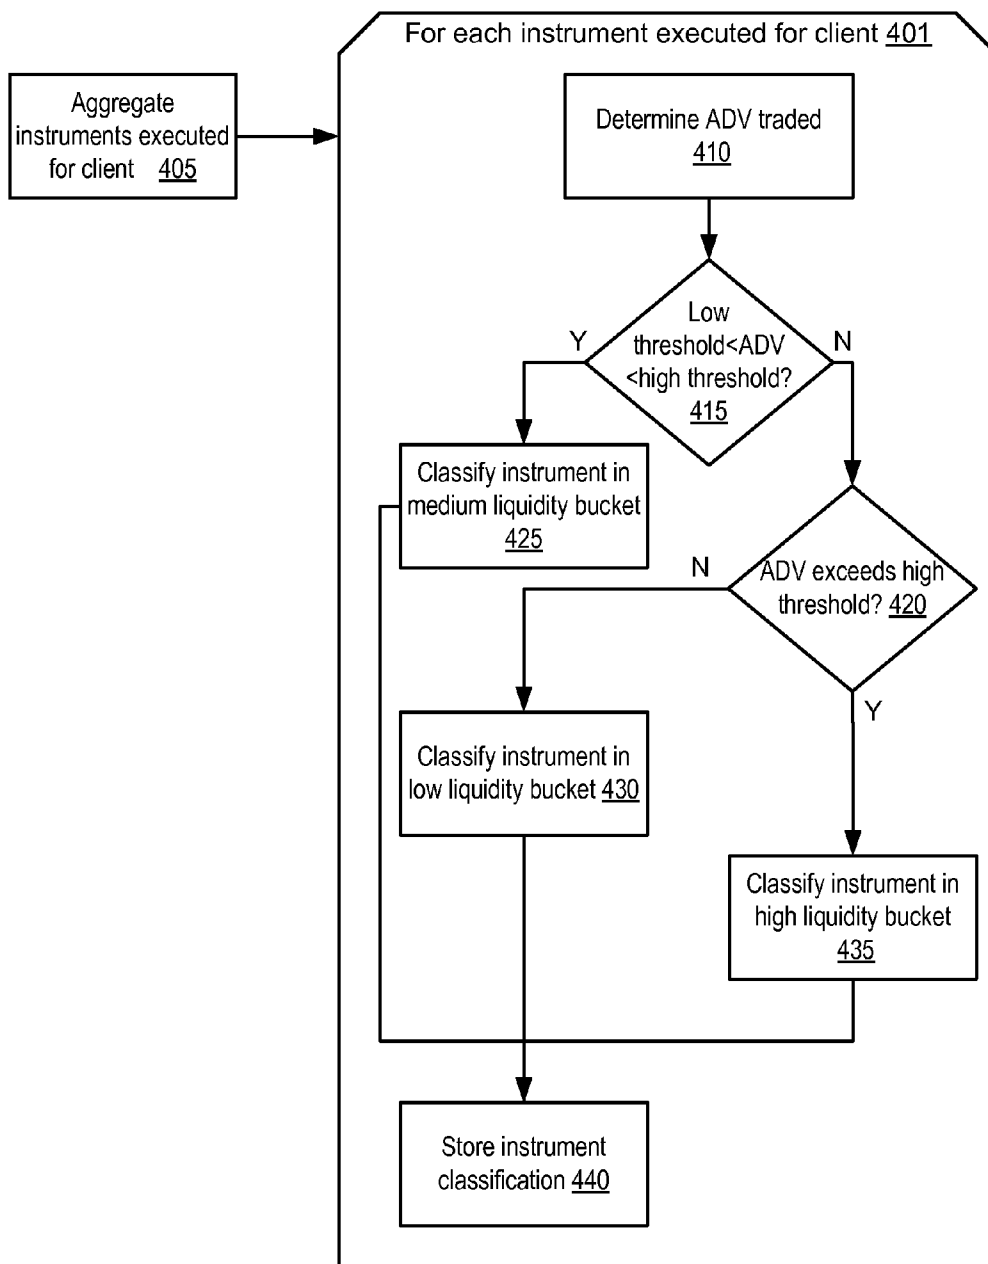 For each instrument executed for client 401
Aggregate
instruments executed
for client 405
Determine ADV traded
410
Low
threshold<ADV
<high threshold?
415
Y
N
Classify instrument in
medium liquidity bucket
425
ADV exceeds high
threshold? 420
N
Y
Classify instrument in
low liquidity bucket 430
Classify instrument in
high liquidity bucket
435
Store instrument
classification 440